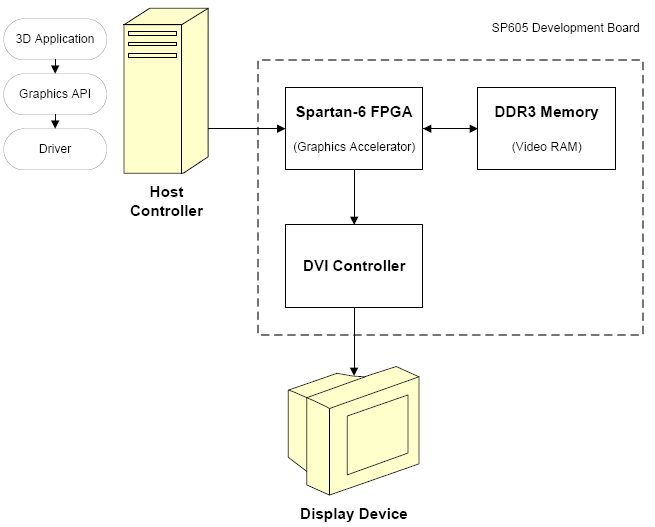 SP605 Development Board
3D Application
Graphics API
Driver
Host
Controller
Spartan-6 FPGA
(Graphics Accelerator)
DDR3 Memory
(Video RAM)
DVI Controller
Display Device